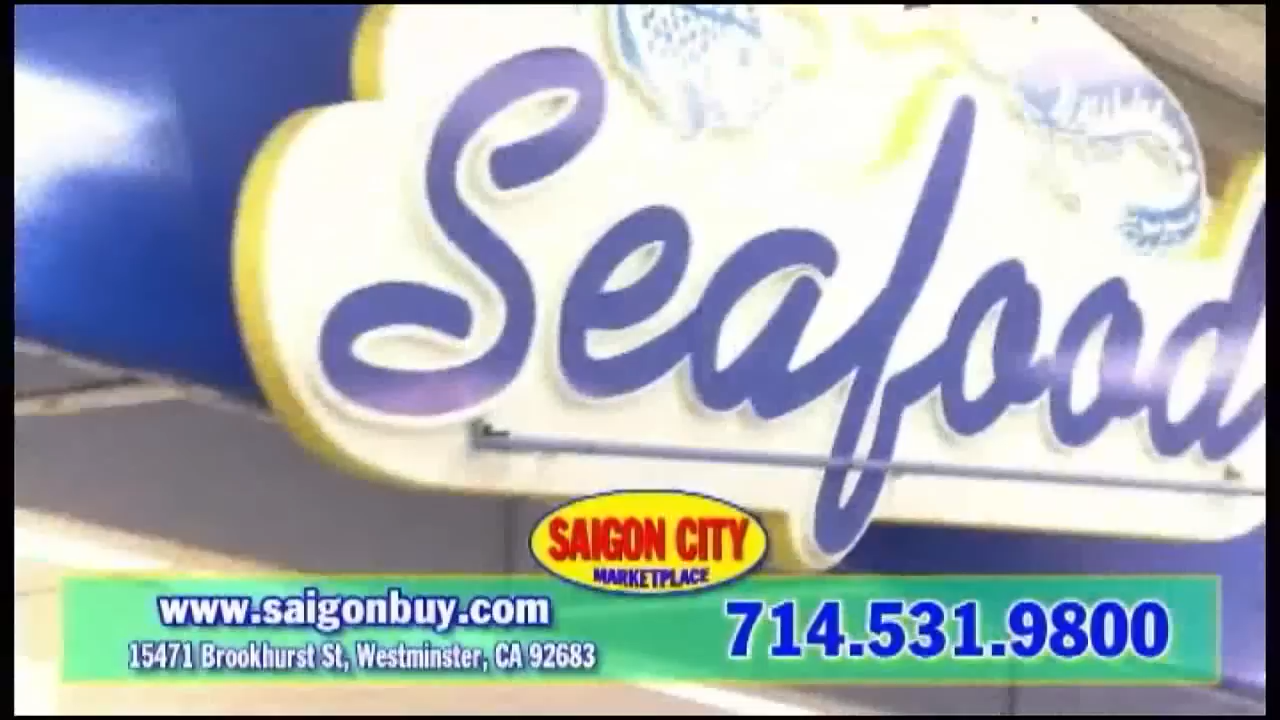 Seafood
SAIGON CITY
MARKETPLACE
www.saigonbuy.com
714.531.9800
15471 Brookhurst St, Westminster, CA 92683